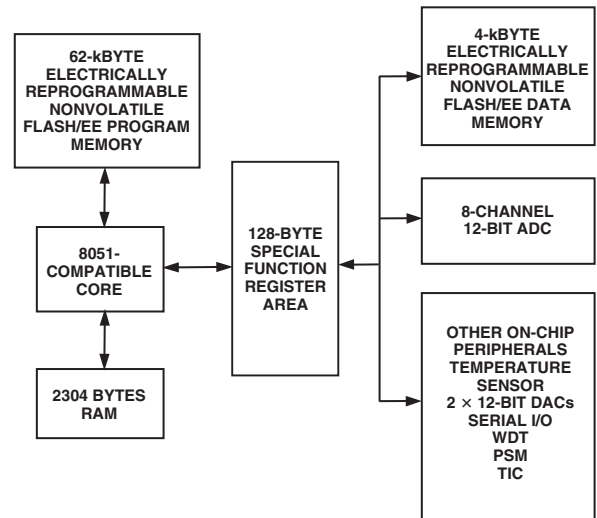 62-kBYTE
ELECTRICALLY
REPROGRAMMABLE
NONVOLATILE
FLASH/EE PROGRAM
MEMORY
8051-
COMPATIBLE
CORE
2304 BYTES
RAM
128-BYTE
SPECIAL
FUNCTION
REGISTER
AREA
4-kBYTE
ELECTRICALLY
REPROGRAMMABLE
NONVOLATILE
FLASH/EE DATA
MEMORY
8-CHANNEL
12-BIT ADC
OTHER ON-CHIP
PERIPHERALS
TEMPERATURE
SENSOR
2 × 12-BIT DACs
SERIAL I/O
WDT
PSM
TIC